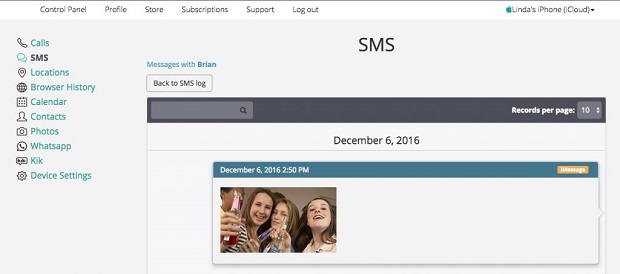 Control Panel Profile Store Subscriptions Support Log out Linda's iPhone (iCloud)
SMS
Calls
SMS
Locations
Browser History
Calendar
Contacts
Photos
Whatsapp
Kik
Device Settings
Messages with Brian
Back to SMS log
Records per page: 10
December 6, 2016
December 6, 2016 2:50 PM iMessage